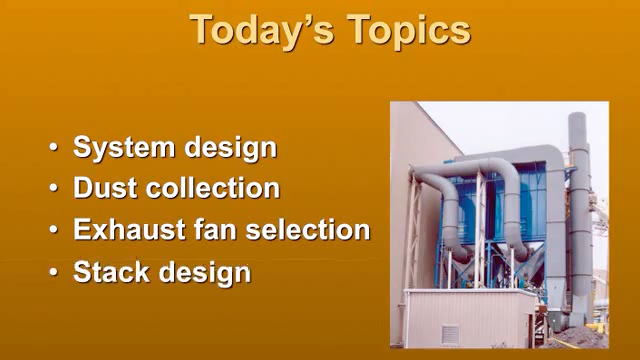 Today's Topics
• System design
• Dust collection
• Exhaust fan selection
• Stack design